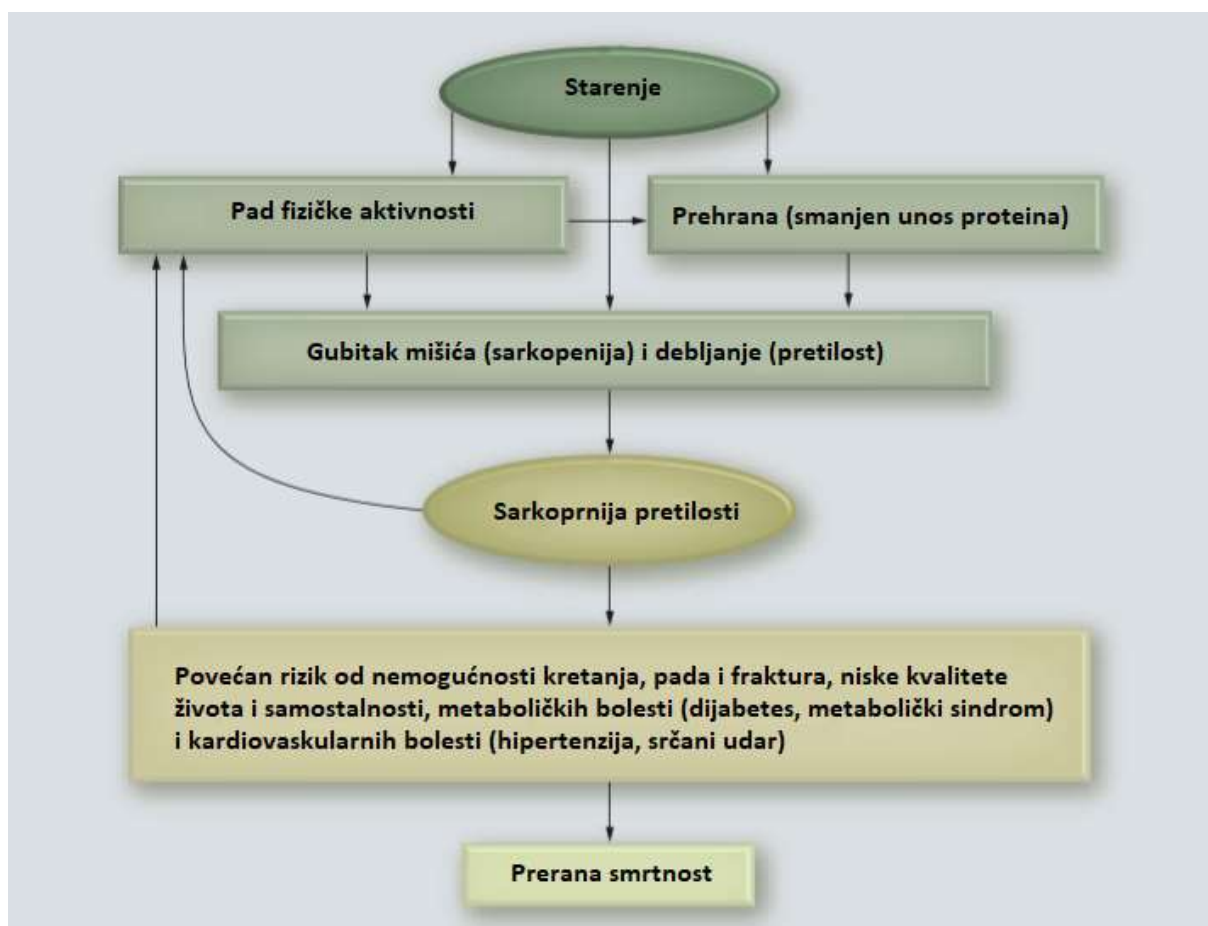 Starenje
Pad fizičke aktivnosti
Prehrana (smanjen unos proteina)
Gubitak mišića (sarkopenija) i debljanje (pretilost)
Sarkoprnija pretilosti
Povećan rizik od nemogućnosti kretanja, pada i fraktura, niske kvalitete
života i samostalnosti, metaboličkih bolesti (dijabetes, metabolički sindrom)
i kardiovaskularnih bolesti (hipertenzija, srčani udar)
Prerana smrtnost